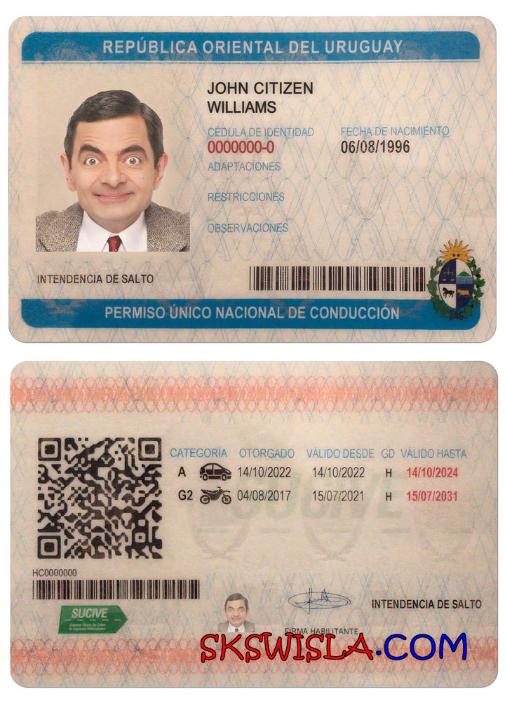 REPÚBLICA ORIENTAL DEL URUGUAY
JOHN CITIZEN
WILLIAMS
CÉDULA DE IDENTIDAD FECHA DE NACIMIENTO
0000000-0 06/08/1996
ADAPTACIONES
RESTRICCIONES
OBSERVACIONES
INTENDENCIA DE SALTO
PERMISO ÚNICO NACIONAL DE CONDUCCIÓN
CATEGORÍA OTORGADO VÁLIDO DESDE GD VÁLIDO HASTA
A 14/10/2022 14/10/2022 H 14/10/2024
G2 04/08/2017 15/07/2021 H 15/07/2031
HC0000000
SUCIVE
INTENDENCIA DE SALTO
FIRMA HABILITANTE
SKSWISLA.COM